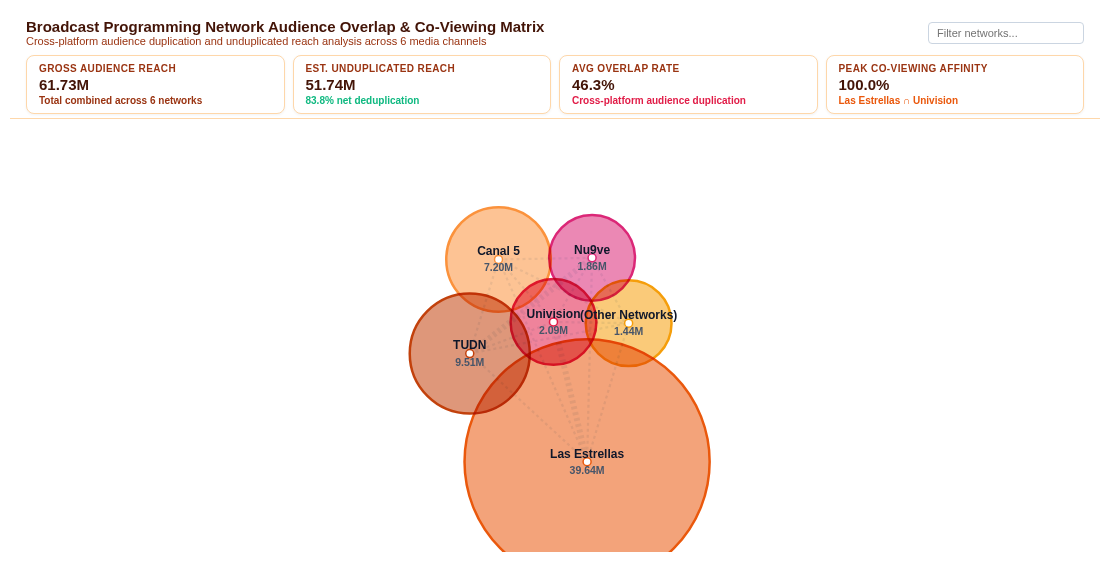 Broadcast Programming Network Audience Overlap & Co-Viewing Matrix
Cross-platform audience duplication and unduplicated reach analysis across 6 media channels
Filter networks...
GROSS AUDIENCE REACH
61.73M
Total combined across 6 networks
EST. UNDUPLICATED REACH
51.74M
83.8% net deduplication
AVG OVERLAP RATE
46.3%
Cross-platform audience duplication
PEAK CO-VIEWING AFFINITY
100.0%
Las Estrellas ∩ Univision
Canal 5
7.20M
Nu9ve
1.86M
Univision
2.09M
(Other Networks)
1.44M
TUDN
9.51M
Las Estrellas
39.64M